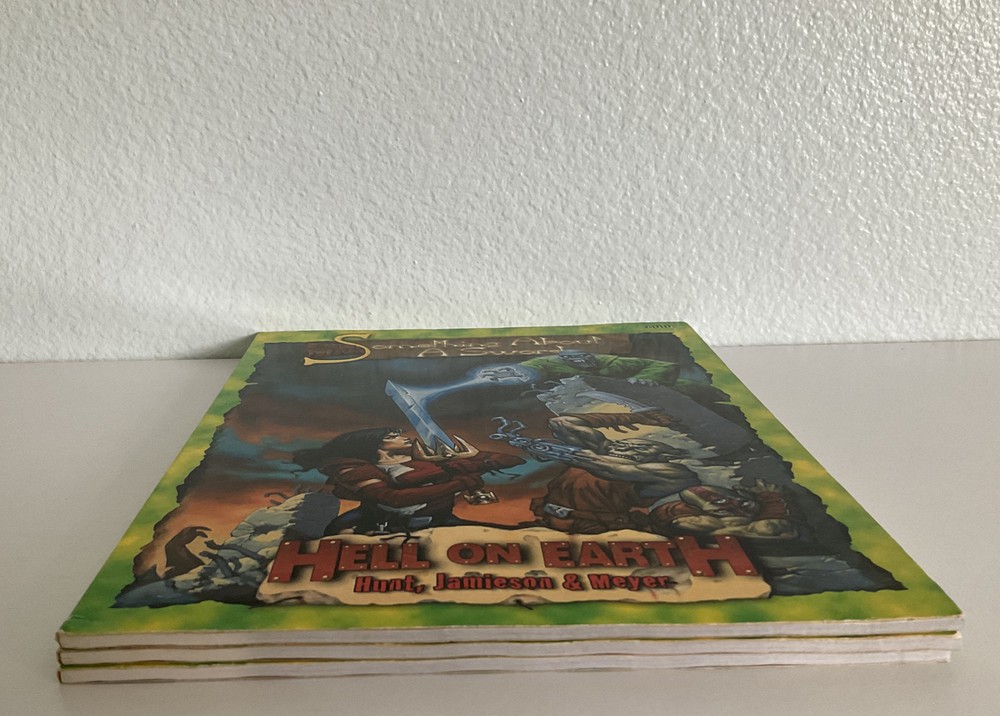 Something About
A Sword
HELL ON EARTH
Hunt, Jamieson & Meyer